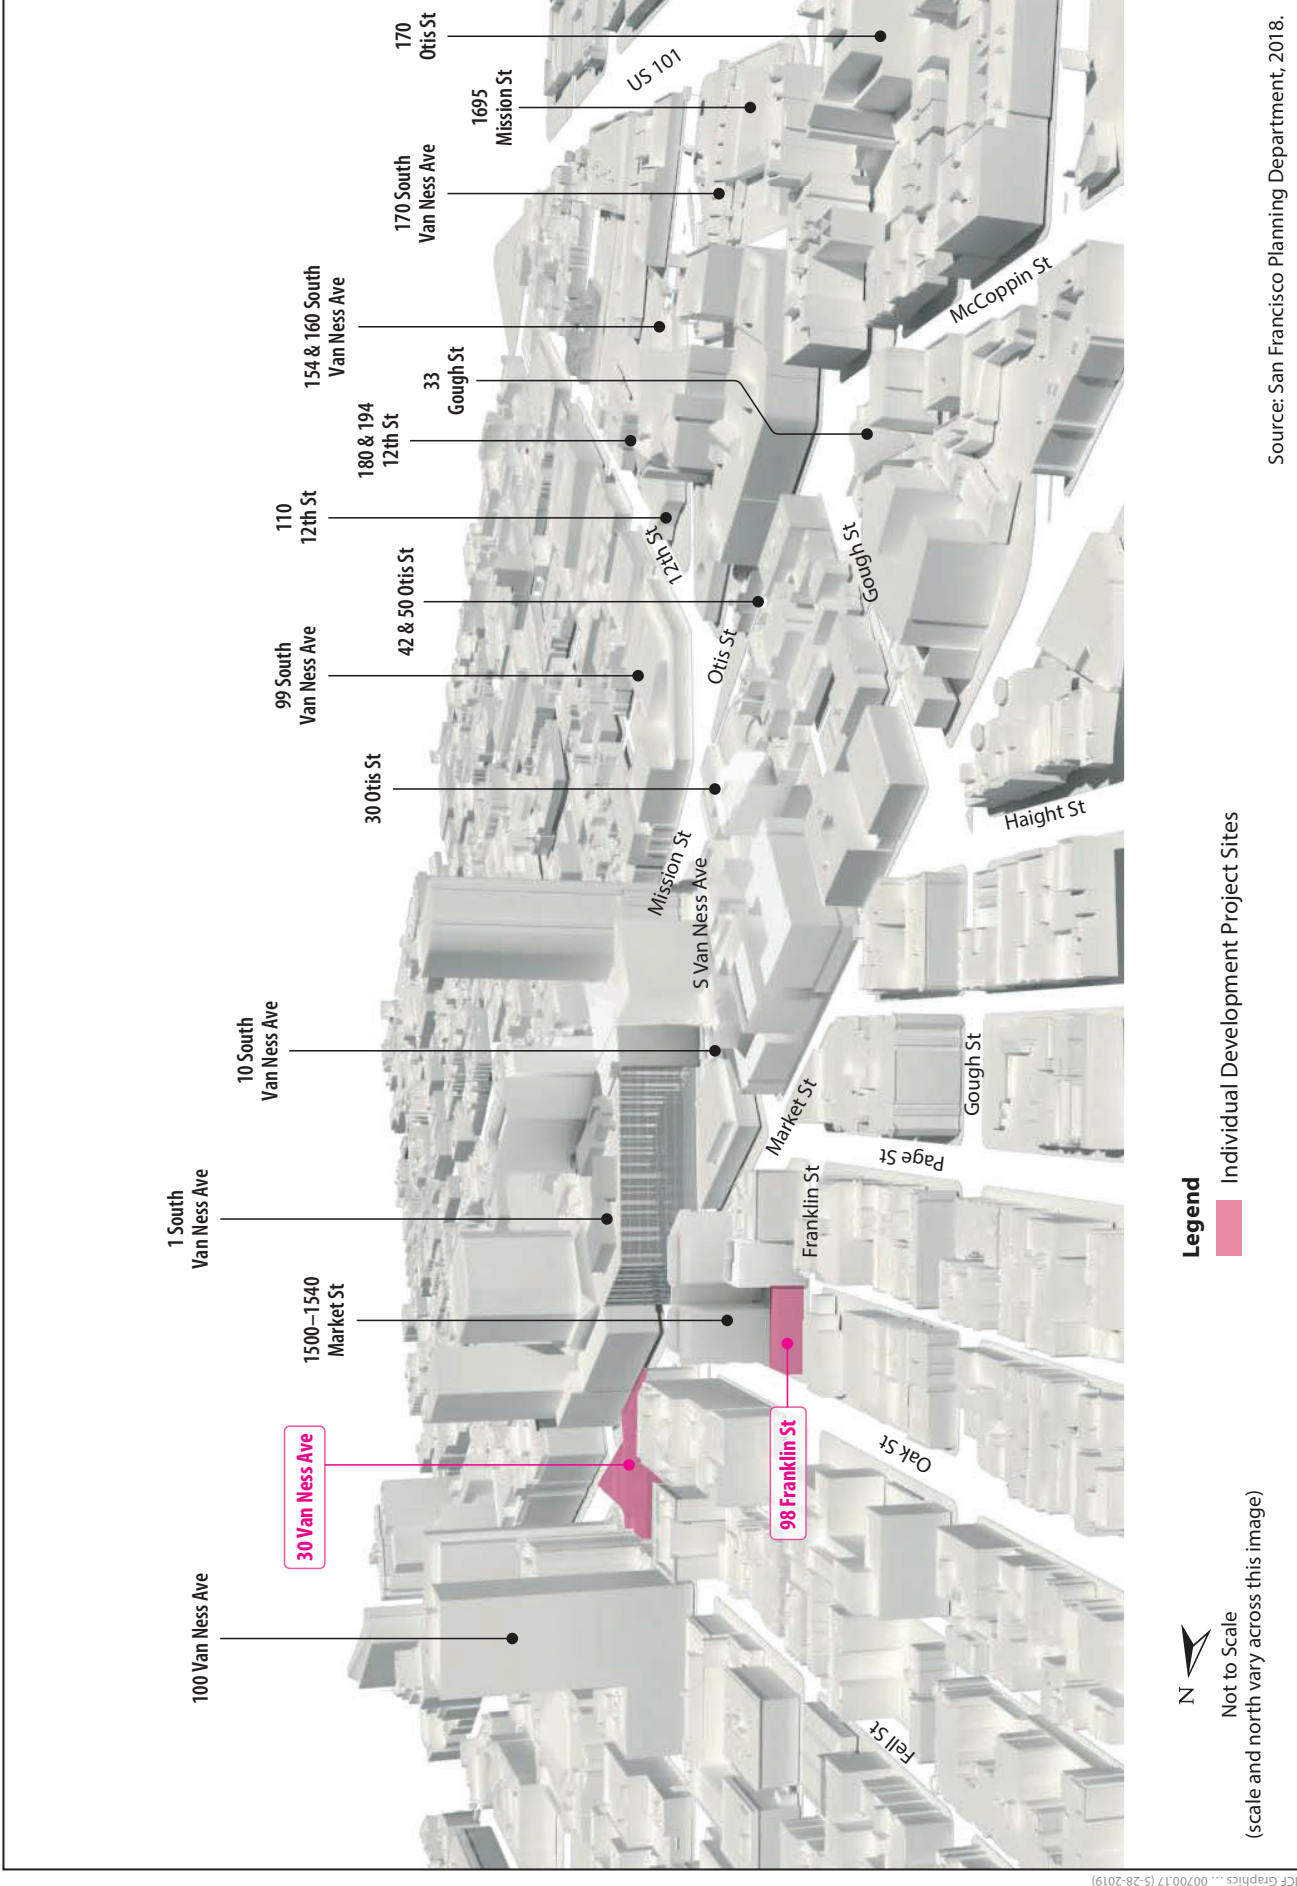 100 Van Ness Ave
30 Van Ness Ave
1500–1540
Market St
1 South
Van Ness Ave
10 South
Van Ness Ave
30 Otis St
99 South
Van Ness Ave
42 & 50 Otis St
110
12th St
180 & 194
12th St
33
Gough St
154 & 160 South
Van Ness Ave
170 South
Van Ness Ave
1695
Mission St
170
Otis St
US 101
12th St
Mission St
S Van Ness Ave
Otis St
Gough St
McCoppin St
98 Franklin St
Franklin St
Market St
Fell St
Oak St
Page St
Gough St
Haight St
N
Not to Scale
(scale and north vary across this image)
Legend
Individual Development Project Sites
Source: San Francisco Planning Department, 2018.
ICF Graphics … 00700.17 (5-28-2019)